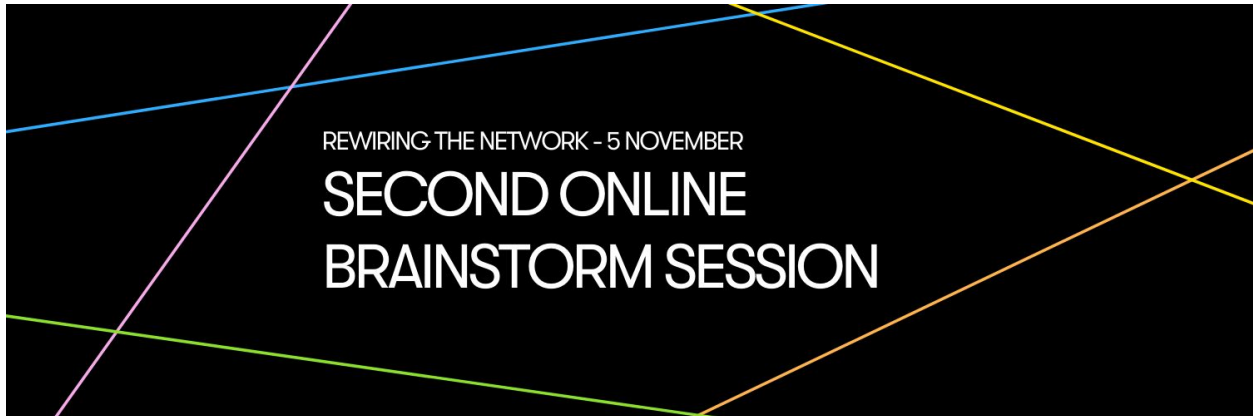 REWIRING THE NETWORK - 5 NOVEMBER
SECOND ONLINE
BRAINSTORM SESSION